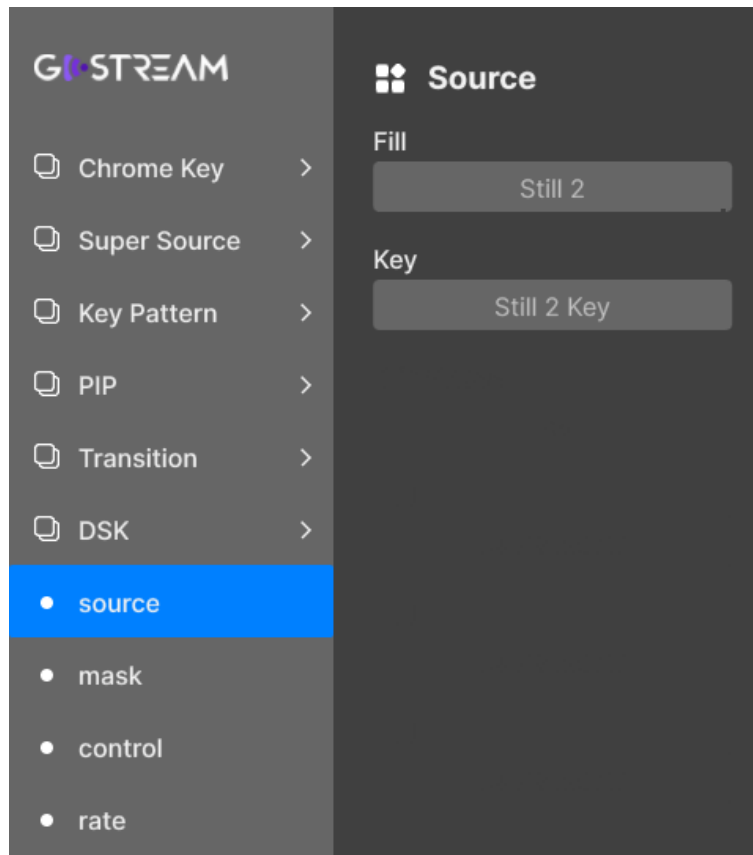 GOSTREAM
Chrome Key
Super Source
Key Pattern
PIP
Transition
DSK
source
mask
control
rate
Source
Fill
Still 2
Key
Still 2 Key